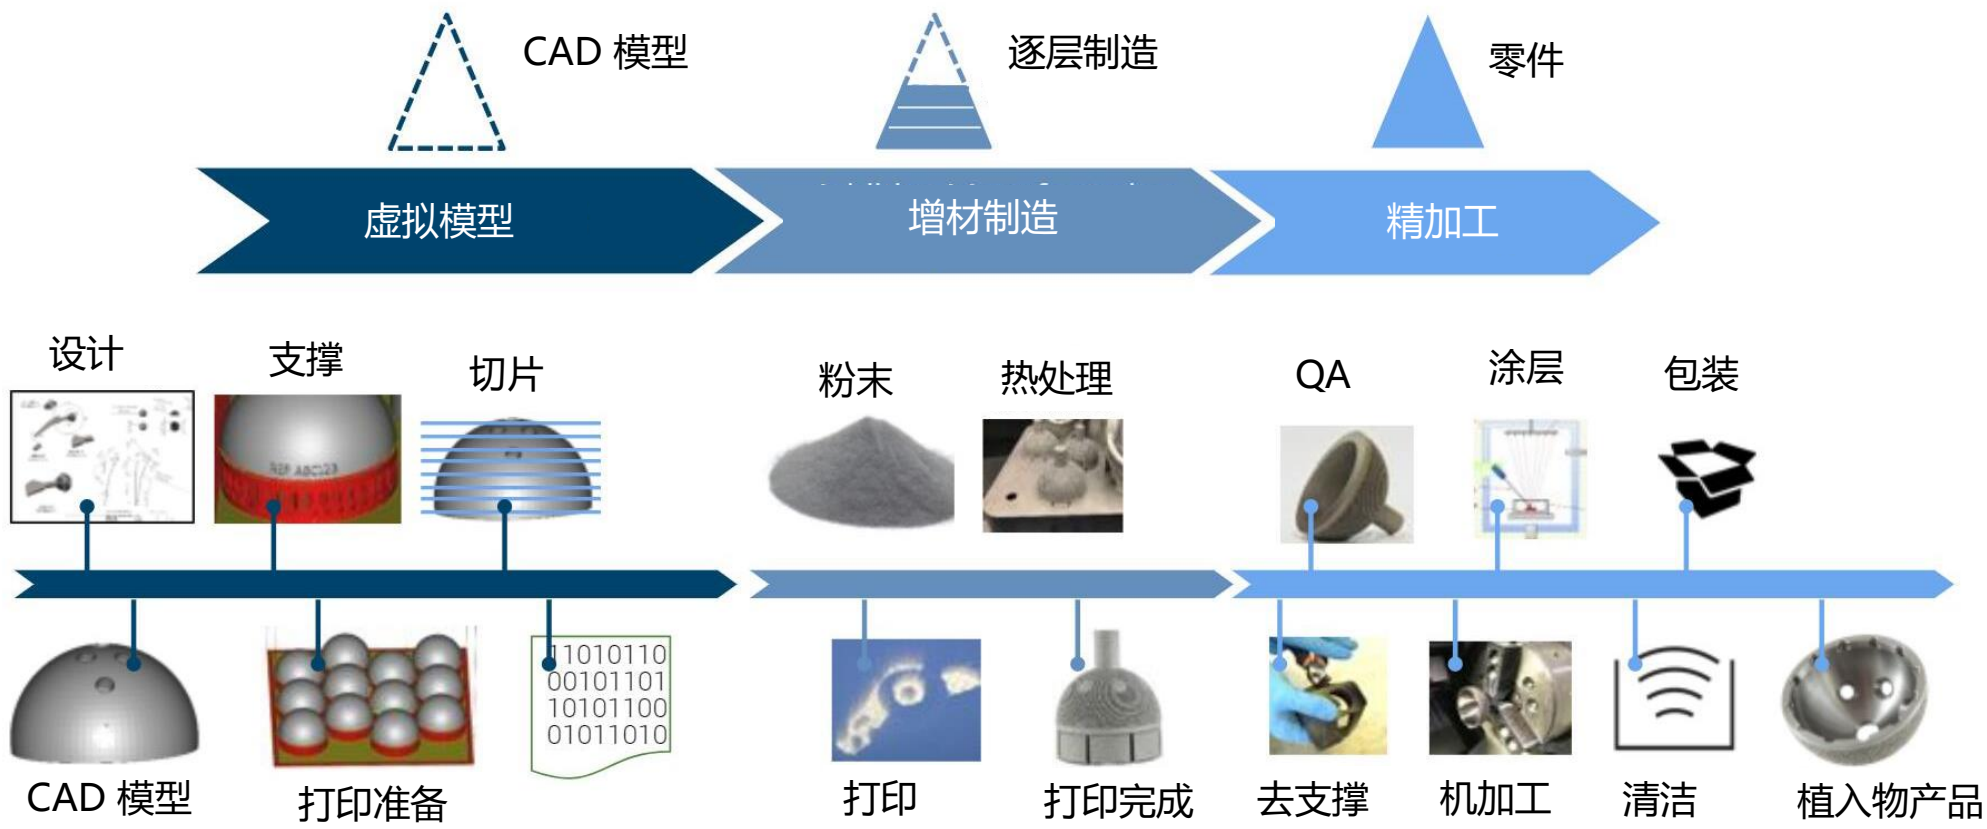 CAD 模型
逐层制造
零件
虚拟模型
增材制造
精加工
设计
支撑
切片
粉末
热处理
QA
涂层
包装
REF ABC123
11010110
00101101
10101100
01011010
CAD 模型
打印准备
打印
打印完成
去支撑
机加工
清洁
植入物产品